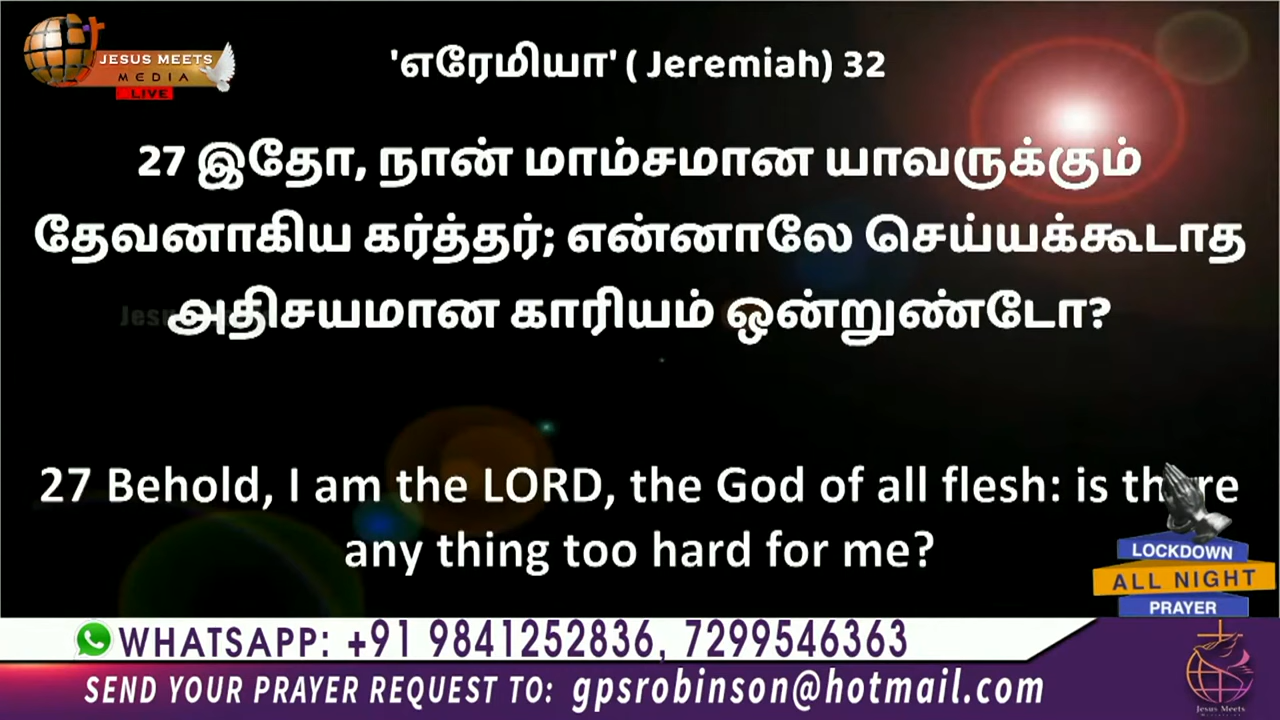 JESUS MEETS
MEDIA
LIVE
'எரேமியா' ( Jeremiah) 32
27 இதோ, நான் மாம்சமான யாவருக்கும்
தேவனாகிய கர்த்தர்; என்னாலே செய்யக்கூடாத
அதிசயமான காரியம் ஒன்றுண்டோ?
27 Behold, I am the LORD, the God of all flesh: is there
any thing too hard for me?
LOCKDOWN
ALL NIGHT
PRAYER
WHATSAPP: +91 9841252836, 7299546363
SEND YOUR PRAYER REQUEST TO: gpsrobinson@hotmail.com
Jesus Meets